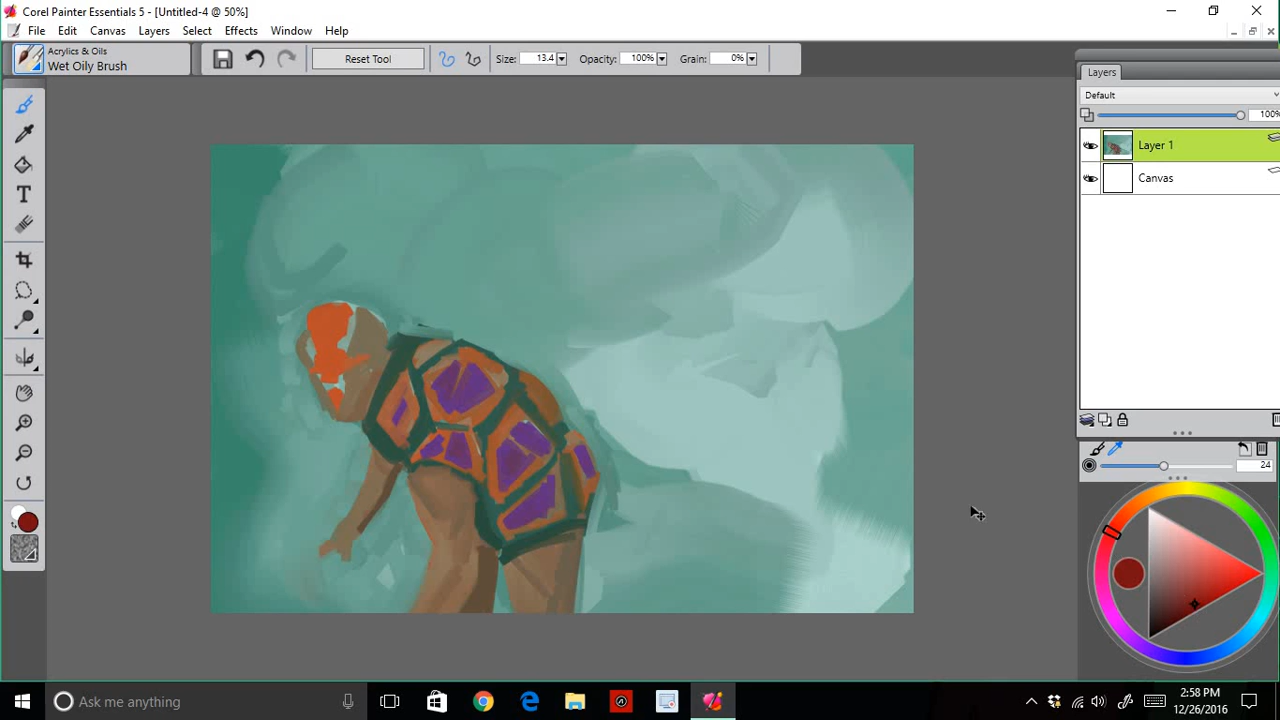 Corel Painter Essentials 5 - [Untitled-4 @ 50%]
File Edit Canvas Layers Select Effects Window Help
Acrylics & Oils
Wet Oily Brush
Reset Tool
Size: 13.4
Opacity: 100%
Grain: 0%
Layers
Default
100%
Layer 1
Canvas
24
T
Ask me anything
2:58 PM
12/26/2016